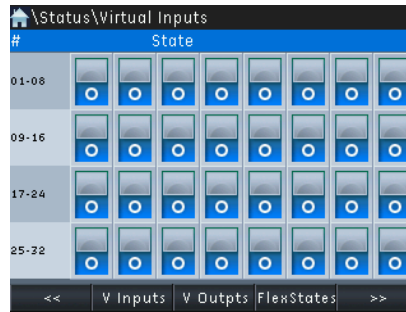 \Status\Virtual Inputs
# State
01-08
09-16
17-24
25-32
<< V Inputs V Outpts FlexStates >>